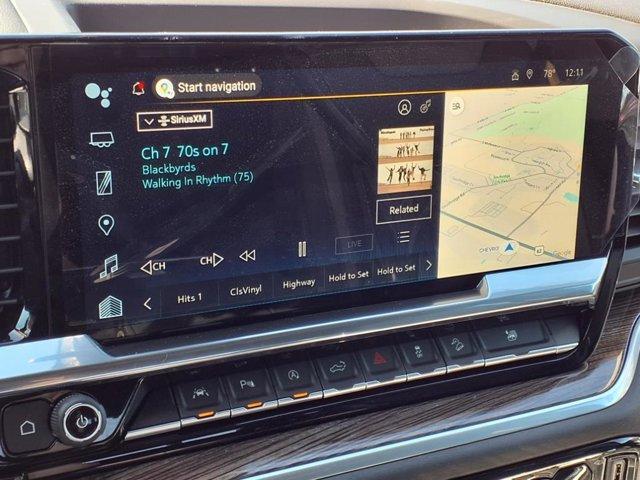 Start navigation
78° 12:11
SiriusXM
Ch 7 70s on 7
Blackbyrds
Walking In Rhythm (75)
Related
CH
CH
LIVE
Hits 1
ClsVinyl
Highway
Hold to Set
Hold to Set
Google